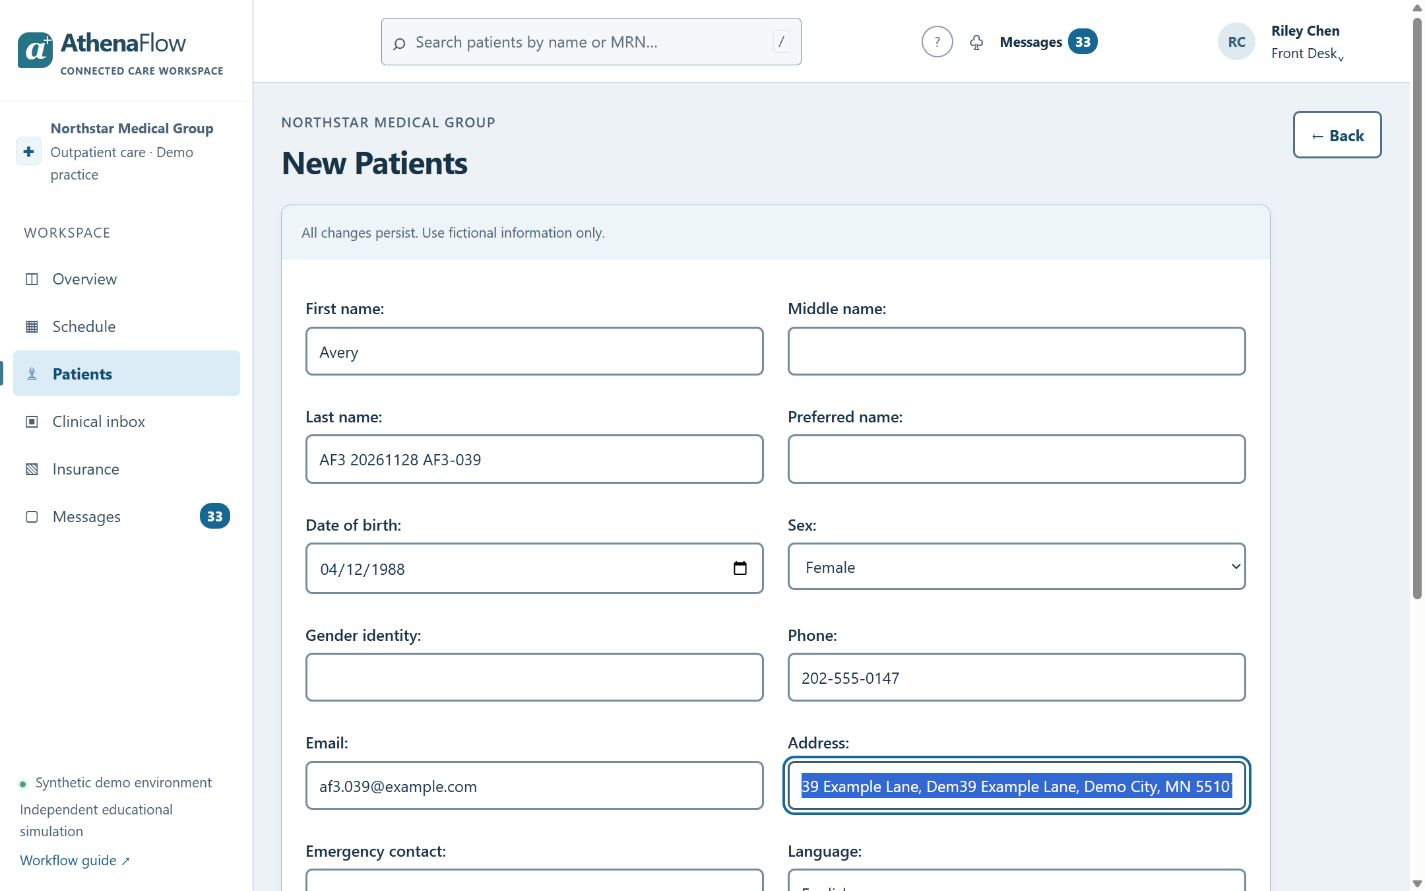 AthenaFlow
CONNECTED CARE WORKSPACE
Search patients by name or MRN...
/
?
Messages 33
RC
Riley Chen
Front Desk
Northstar Medical Group
Outpatient care · Demo
practice
WORKSPACE
Overview
Schedule
Patients
Clinical inbox
Insurance
Messages 33
Synthetic demo environment
Independent educational
simulation
Workflow guide ↗
NORTHSTAR MEDICAL GROUP
New Patients
← Back
All changes persist. Use fictional information only.
First name:
Avery
Middle name:
Last name:
AF3 20261128 AF3-039
Preferred name:
Date of birth:
04/12/1988
Sex:
Female
Gender identity:
Phone:
202-555-0147
Email:
af3.039@example.com
Address:
39 Example Lane, Dem39 Example Lane, Demo City, MN 5510
Emergency contact:
Language: